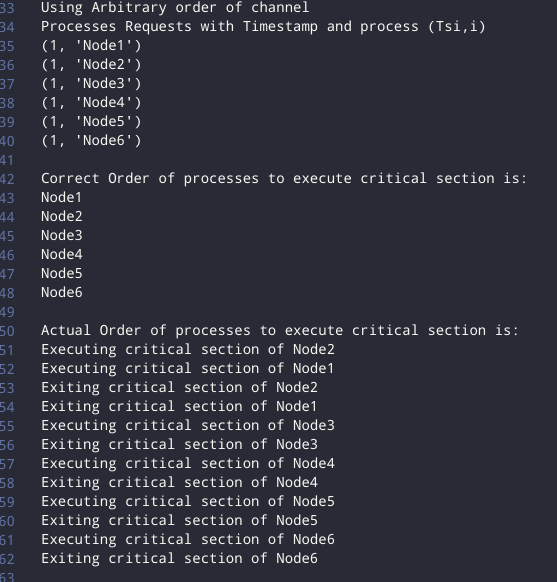 33 Using Arbitrary order of channel
34 Processes Requests with Timestamp and process (Tsi,i)
35 (1, 'Node1')
36 (1, 'Node2')
37 (1, 'Node3')
38 (1, 'Node4')
39 (1, 'Node5')
40 (1, 'Node6')
41
42 Correct Order of processes to execute critical section is:
43 Node1
44 Node2
45 Node3
46 Node4
47 Node5
48 Node6
49
50 Actual Order of processes to execute critical section is:
51 Executing critical section of Node2
52 Executing critical section of Node1
53 Exiting critical section of Node2
54 Exiting critical section of Node1
55 Executing critical section of Node3
56 Exiting critical section of Node3
57 Executing critical section of Node4
58 Exiting critical section of Node4
59 Executing critical section of Node5
60 Exiting critical section of Node5
61 Executing critical section of Node6
62 Exiting critical section of Node6
63